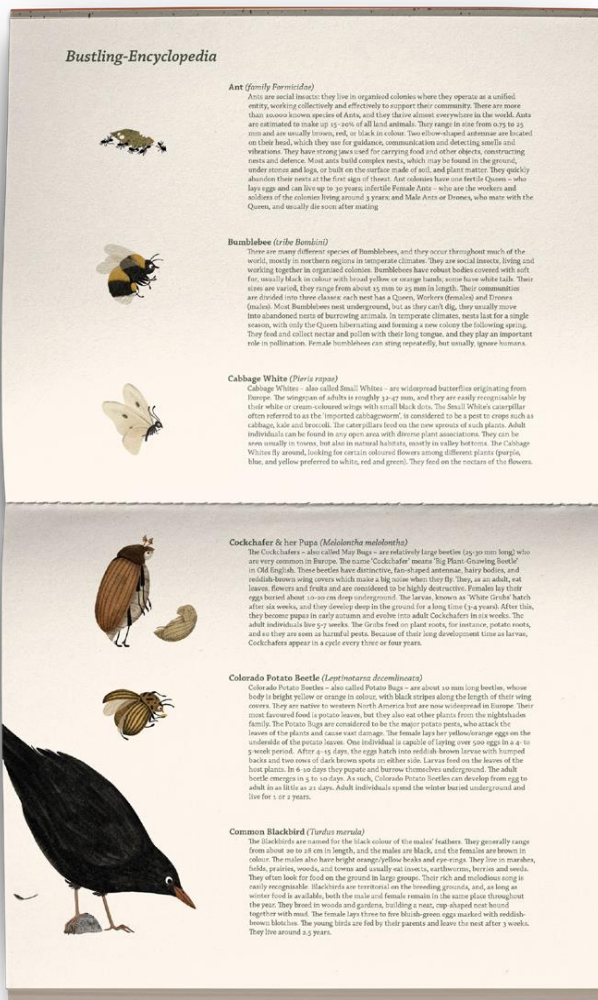 Bustling-Encyclopedia
Ant (family Formicidae)
Ants are social insects: they live in organised colonies where they operate as a unified
entity, working collectively and effectively to support their community. There are more
than 10.000 known species of Ants, and they thrive almost everywhere in the world. Ants
are estimated to make up 15-20% of all land animals. They range in size from 0.75 to 25
mm and are usually brown, red, or black in colour. Two elbow-shaped antennae are located
on their head, which they use for guidance, communication and detecting smells and
vibrations. They have strong jaws used for carrying food and other objects, constructing
nests and defence. Most ants build complex nests, which may be found in the ground,
under stones and logs, or built on the surface made of soil, and plant matter. They quickly
abandon their nests at the first sign of threat. Ant colonies have one fertile Queen – who
lays eggs and can live up to 30 years; infertile Female Ants – who are the workers and
soldiers of the colonies living around 3 years; and Male Ants or Drones, who mate with the
Queen, and usually die soon after mating
Bumblebee (tribe Bombini)
There are many different species of Bumblebees, and they occur throughout much of the
world, mostly in northern regions in temperate climates. They are social insects, living and
working together in organised colonies. Bumblebees have robust bodies covered with soft
fur, usually black in colour with broad yellow or orange bands; some have white tails. Their
sizes are varied, they range from about 15 mm to 25 mm in length. Their communities
are divided into three classes: each nest has a Queen, Workers (females) and Drones
(males). Most Bumblebees nest underground, but as they can't dig, they usually move
into abandoned nests of burrowing animals. In temperate climates, nests last for a single
season, with only the Queen hibernating and forming a new colony the following spring.
They feed and collect nectar and pollen with their long tongue, and they play an important
role in pollination. Female bumblebees can sting repeatedly, but usually, ignore humans.
Cabbage White (Pieris rapae)
Cabbage Whites – also called Small Whites – are widespread butterflies originating from
Europe. The wingspan of adults is roughly 32-47 mm, and they are easily recognisable by
their white or cream-coloured wings with small black dots. The Small White's caterpillar
often referred to as the 'imported cabbageworm', is considered to be a pest to crops such as
cabbage, kale and broccoli. The caterpillars feed on the new sprouts of such plants. Adult
individuals can be found in any open area with diverse plant associations. They can be
seen usually in towns, but also in natural habitats, mostly in valley bottoms. The Cabbage
Whites fly around, looking for certain coloured flowers among different plants (purple,
blue, and yellow preferred to white, red and green). They feed on the nectars of the flowers.
Cockchafer & her Pupa (Melolontha melolontha)
The Cockchafers – also called May Bugs – are relatively large beetles (25-30 mm long) who
are very common in Europe. The name 'Cockchafer' means 'Big Plant-Gnawing Beetle'
in Old English. These beetles have distinctive, fan-shaped antennae, hairy bodies, and
reddish-brown wing covers which make a big noise when they fly. They, as an adult, eat
leaves, flowers and fruits and are considered to be highly destructive. Females lay their
eggs buried about 10-20 cm deep underground. The larvae, known as 'White Grubs' hatch
after six weeks, and they develop deep in the ground for a long time (3-4 years). After this,
they become pupas in early autumn and evolve into adult Cockchafers in six weeks. The
adult individuals live 5-7 weeks. The Grubs feed on plant roots, for instance, potato roots,
and so they are seen as harmful pests. Because of their long development time as larvae,
Cockchafers appear in a cycle every three or four years.
Colorado Potato Beetle (Leptinotarsa decemlineata)
Colorado Potato Beetles – also called Potato Bugs – are about 10 mm long beetles, whose
body is bright yellow or orange in colour, with black stripes along the length of their wing
covers. They are native to western North America but are now widespread in Europe. Their
most favoured food is potato leaves, but they also eat other plants from the nightshades
family. The Potato Bugs are considered to be the major potato pests, who attack the
leaves of the plants and cause vast damage. The female lays her yellow/orange eggs on the
underside of the potato leaves. One individual is capable of laying over 500 eggs in a 4- to
5-week period. After 4-15 days, the eggs hatch into reddish-brown larvae with humped
backs and two rows of dark brown spots on either side. Larvae feed on the leaves of the
host plants. In 6-10 days they pupate and burrow themselves underground. The adult
beetle emerges in 5 to 10 days. As such, Colorado Potato Beetles can develop from egg to
adult in as little as 21 days. Adult individuals spend the winter buried underground and
live for 1 or 2 years.
Common Blackbird (Turdus merula)
The Blackbirds are named for the black colour of the males' feathers. They generally range
from about 20 to 28 cm in length, and the males are black, and the females are brown in
colour. The males also have bright orange/yellow beaks and eye-rings. They live in marshes,
fields, prairies, woods, and towns and usually eat insects, earthworms, berries and seeds.
They often look for food on the ground in large groups. Their rich and melodious song is
easily recognisable. Blackbirds are territorial on the breeding grounds, and, as long as
winter food is available, both the male and female remain in the same place throughout
the year. They breed in woods and gardens, building a neat, cup-shaped nest bound
together with mud. The female lays three to five bluish-green eggs marked with reddish-
brown blotches. The young birds are fed by their parents and leave the nest after 3 weeks.
They live around 2.5 years.